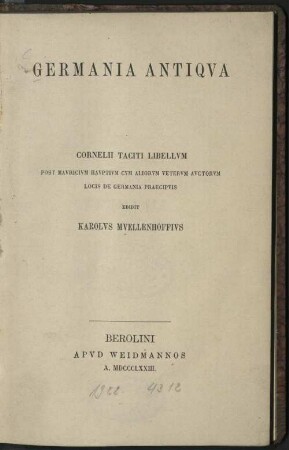 GERMANIA ANTIQVA
CORNELII TACITI LIBELLVM
POST MAVRICIVM HAVPTIVM CVM ALIORVM VETERVM AVCTORVM
LOCIS DE GERMANIA PRAECIPVIS
EDIDIT
KAROLVS MVELLENHOFFIVS
BEROLINI
APVD WEIDMANNOS
A. MDCCCLXXIII.
4312